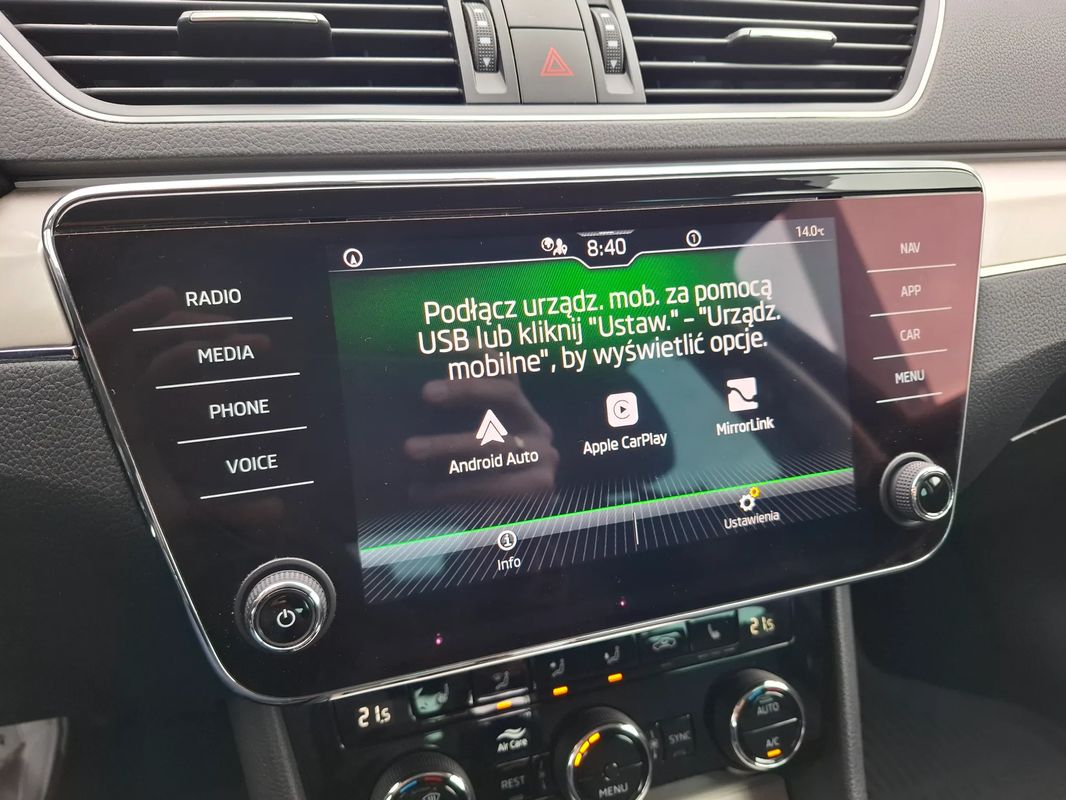 8:40
1
14.0°C
RADIO
MEDIA
PHONE
VOICE
Podłącz urządz. mob. za pomocą
USB lub kliknij "Ustaw." – "Urządz.
mobilne", by wyświetlić opcje.
Android Auto
Apple CarPlay
MirrorLink
Info
Ustawienia
NAV
APP
CAR
MENU
21.5
21.5
Air Care
REST
MENU
SYNC
AUTO
A/C